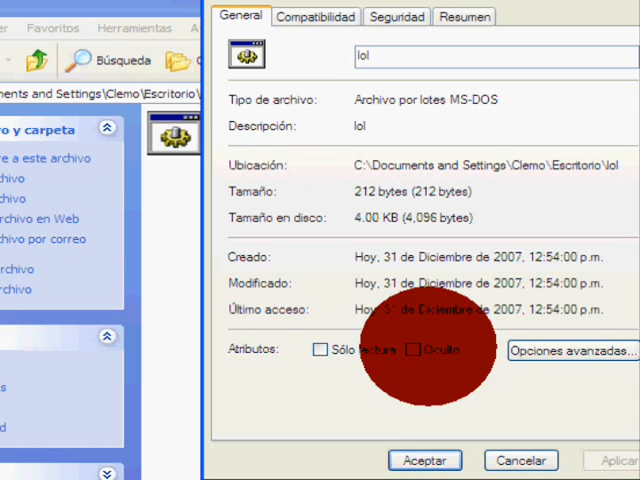 General Compatibilidad Seguridad Resumen
Favoritos Herramientas
Búsqueda
lol
ments and Settings\Clemo\Escritorio\
Tipo de archivo: Archivo por lotes MS-DOS
Descripción: lol
o y carpeta
re a este archivo
Ubicación: C:\Documents and Settings\Clemo\Escritorio\lol
chivo
Tamaño: 212 bytes (212 bytes)
chivo
Tamaño en disco: 4.00 KB (4,096 bytes)
rchivo en Web
chivo por correo
Creado: Hoy, 31 de Diciembre de 2007, 12:54:00 p.m.
rchivo
Modificado: Hoy, 31 de Diciembre de 2007, 12:54:00 p.m.
rchivo
Último acceso: Hoy, 31 de Diciembre de 2007, 12:54:00 p.m.
Atributos: Sólo lectura Oculto Opciones avanzadas...
s
d
Aceptar Cancelar Aplicar